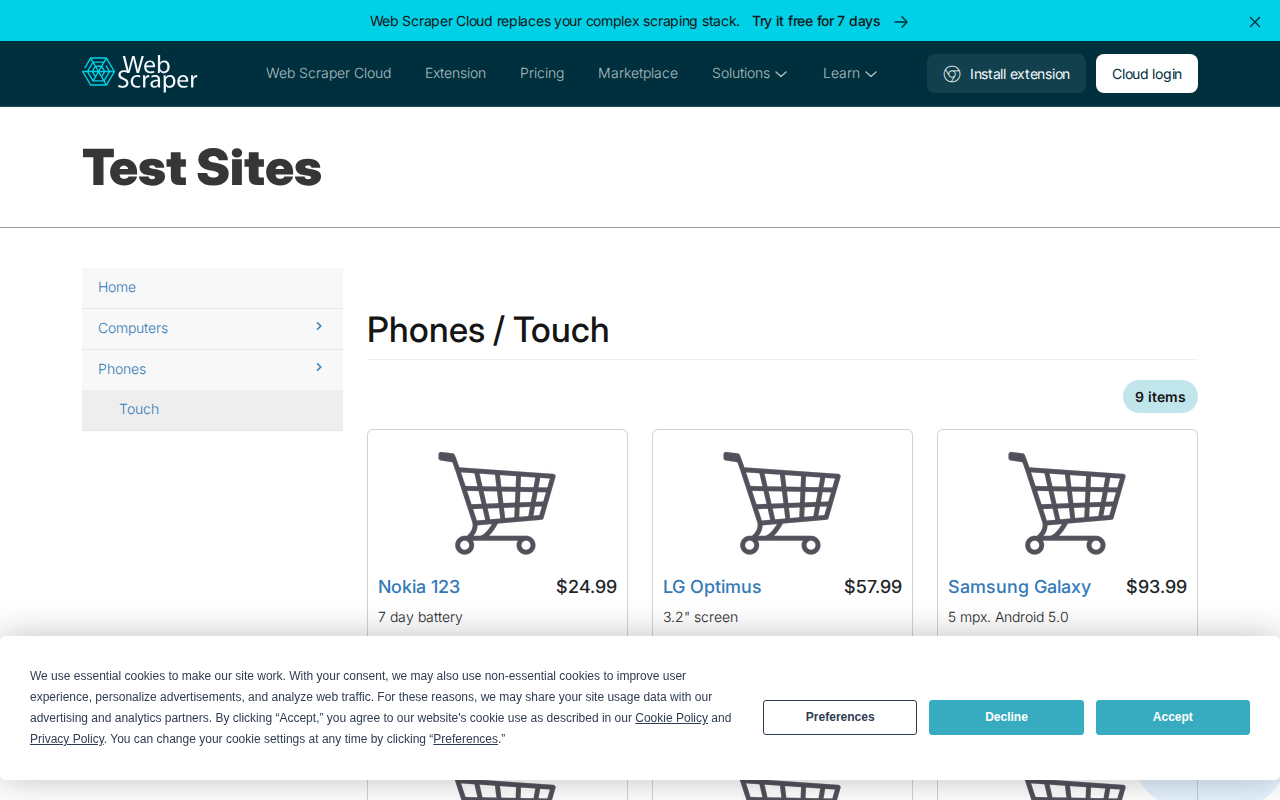 Web Scraper Cloud replaces your complex scraping stack. Try it free for 7 days
Web Scraper
Web Scraper Cloud
Extension
Pricing
Marketplace
Solutions
Learn
Install extension
Cloud login
Test Sites
Home
Computers
Phones
Touch
Phones / Touch
9 items
Nokia 123 $24.99
7 day battery
LG Optimus $57.99
3.2" screen
Samsung Galaxy $93.99
5 mpx. Android 5.0
We use essential cookies to make our site work. With your consent, we may also use non-essential cookies to improve user
experience, personalize advertisements, and analyze web traffic. For these reasons, we may share your site usage data with our
advertising and analytics partners. By clicking “Accept,” you agree to our website's cookie use as described in our Cookie Policy and
Privacy Policy. You can change your cookie settings at any time by clicking “Preferences.”
Preferences
Decline
Accept